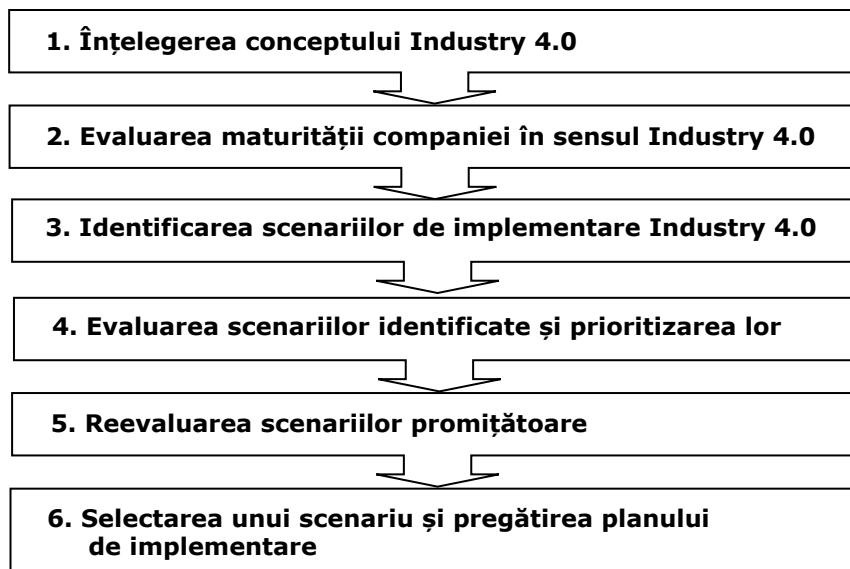 1. Înțelegerea conceptului Industry 4.0
2. Evaluarea maturității companiei în sensul Industry 4.0
3. Identificarea scenariilor de implementare Industry 4.0
4. Evaluarea scenariilor identificate și prioritizarea lor
5. Reevaluarea scenariilor promițătoare
6. Selectarea unui scenariu și pregătirea planului
de implementare